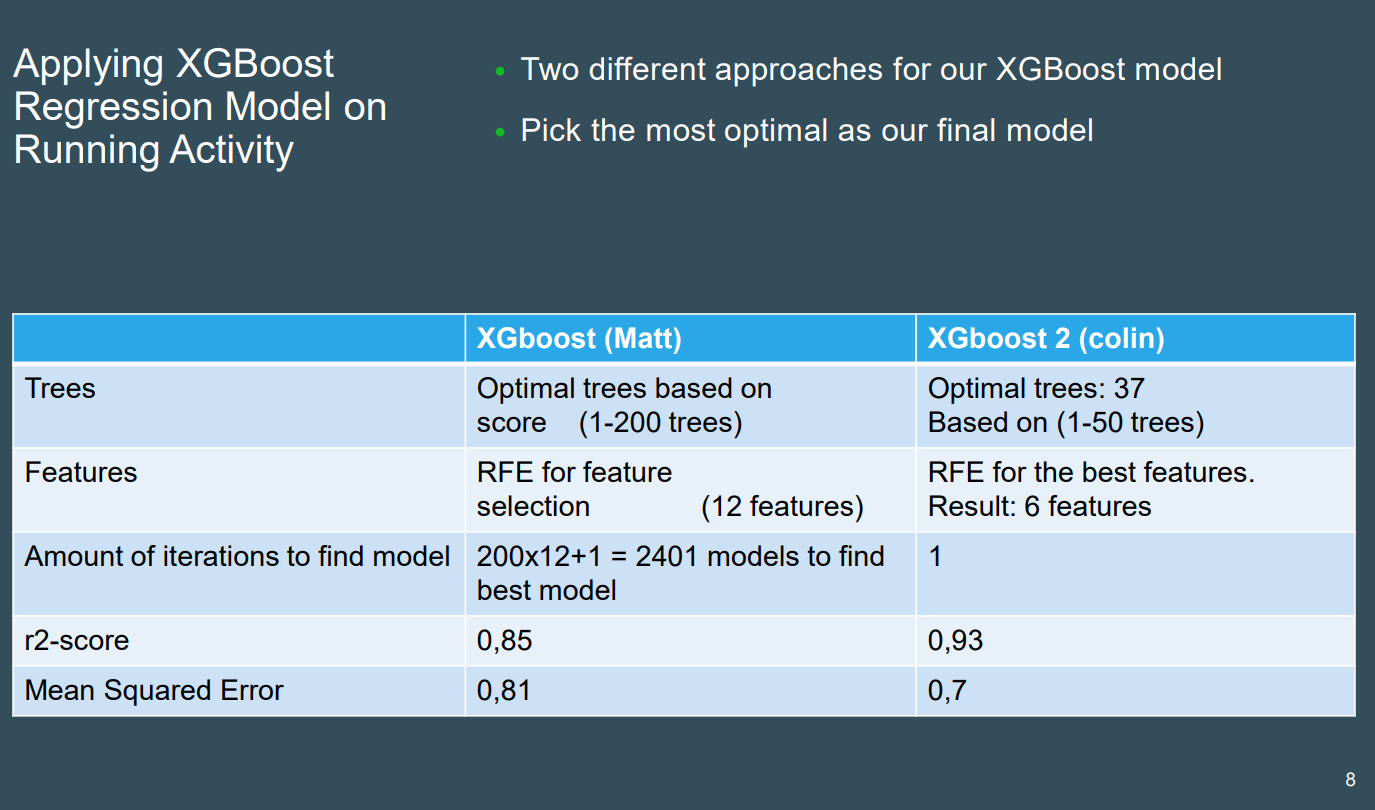 Applying XGBoost
Regression Model on
Running Activity
• Two different approaches for our XGBoost model
• Pick the most optimal as our final model
XGboost (Matt) XGboost 2 (colin)
Trees
Optimal trees based on
score (1-200 trees)
Optimal trees: 37
Based on (1-50 trees)
Features
RFE for feature
selection (12 features)
RFE for the best features.
Result: 6 features
Amount of iterations to find model
200x12+1 = 2401 models to find
best model
1
r2-score 0,85 0,93
Mean Squared Error 0,81 0,7
8